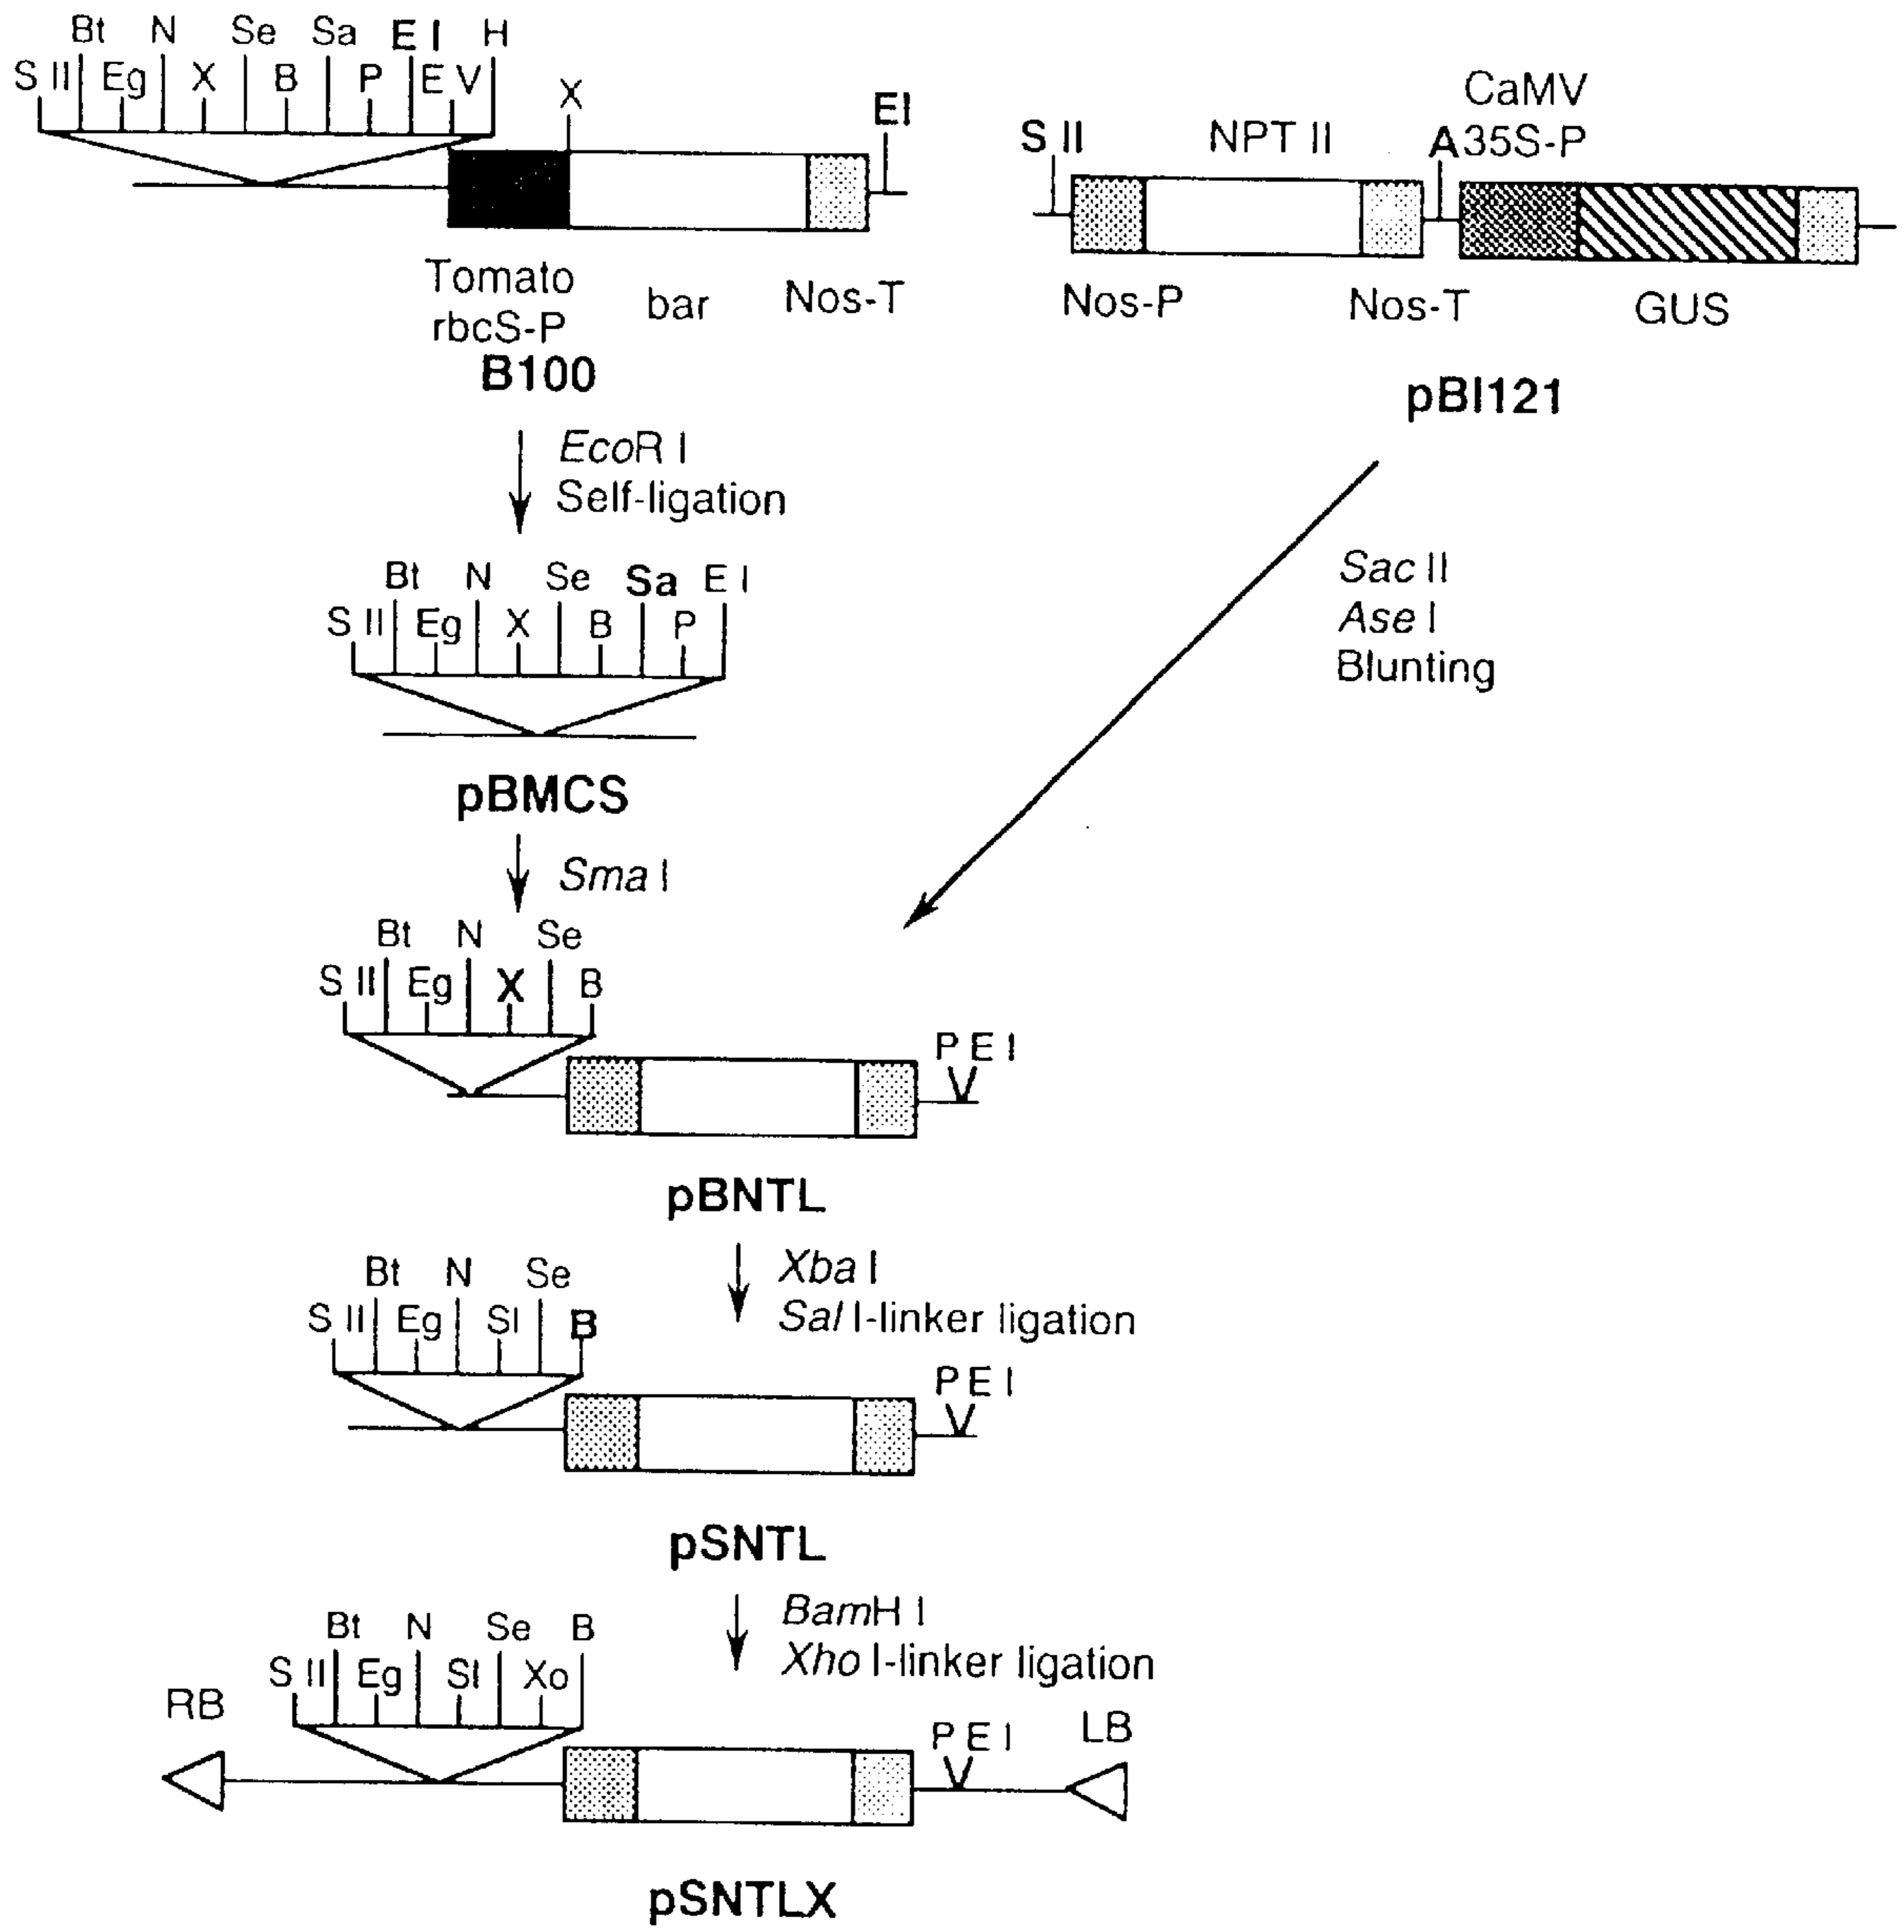 Bt N Se Sa E I H
S II Eg X B P E V
X
EI
Tomato
rbcS-P
bar
Nos-T
B100
CaMV
S II NPT II A 35S-P
Nos-P Nos-T GUS
pBI121
EcoR I
Self-ligation
Sac II
Ase I
Blunting
Bt N Se Sa E I
S II Eg X B P
pBMCS
Sma I
Bt N Se
S II Eg X B
P E I
pBNTL
Xba I
Sal I-linker ligation
Bt N Se
S II Eg Sl B
P E I
pSNTL
BamH I
Xho I-linker ligation
Bt N Se B
S II Eg Sl Xo
RB
P E I
LB
pSNTLX